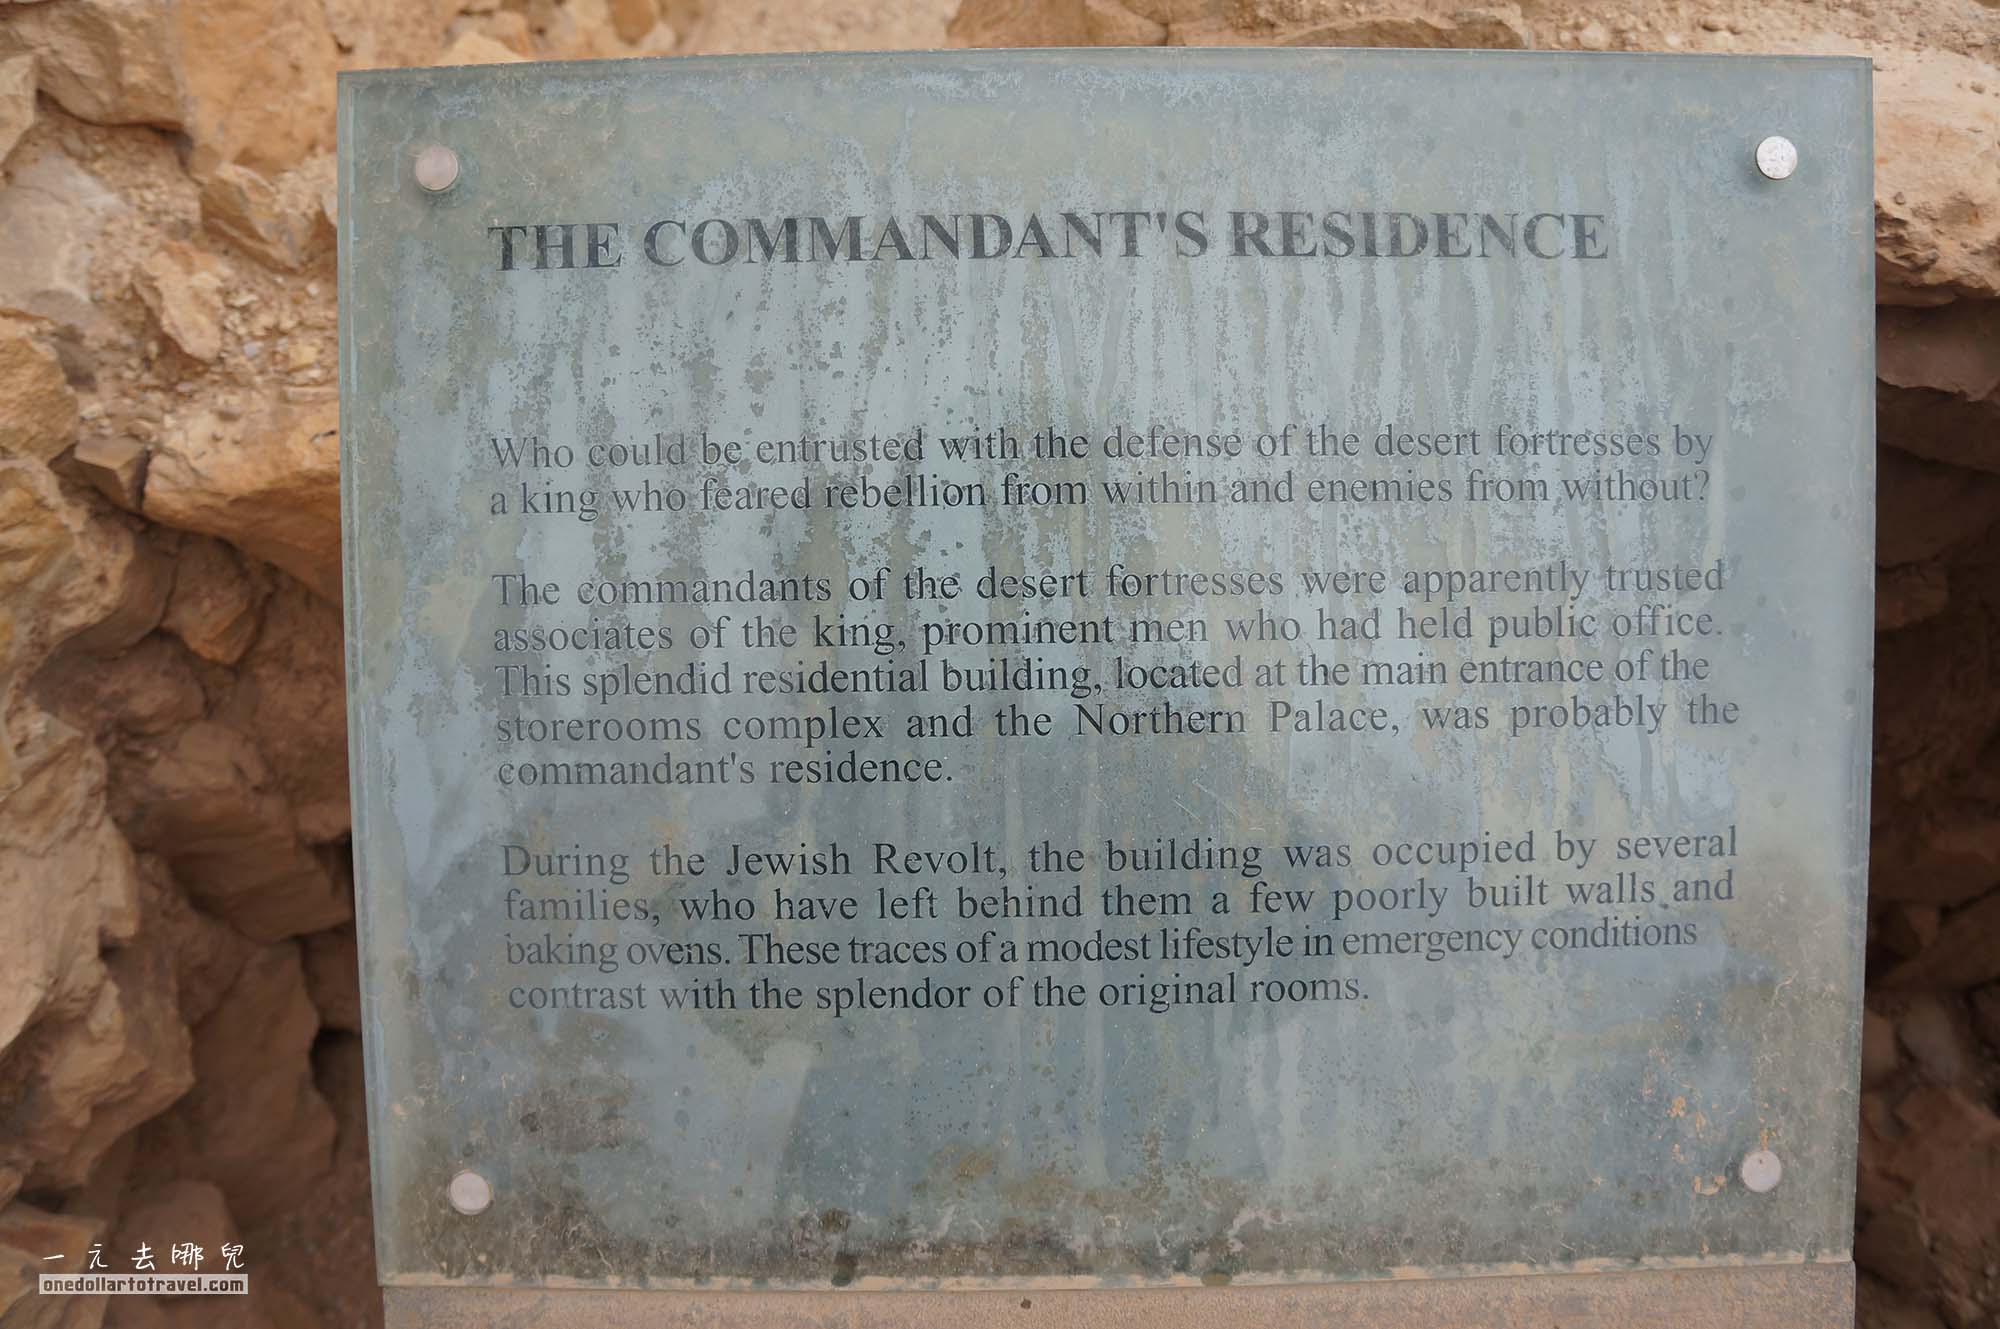 THE COMMANDANT'S RESIDENCE
Who could be entrusted with the defense of the desert fortresses by
a king who feared rebellion from within and enemies from without?
The commandants of the desert fortresses were apparently trusted
associates of the king, prominent men who had held public office.
This splendid residential building, located at the main entrance of the
storerooms complex and the Northern Palace, was probably the
commandant's residence.
During the Jewish Revolt, the building was occupied by several
families, who have left behind them a few poorly built walls and
baking ovens. These traces of a modest lifestyle in emergency conditions
contrast with the splendor of the original rooms.
一元去哪兒
onedollartotravel.com